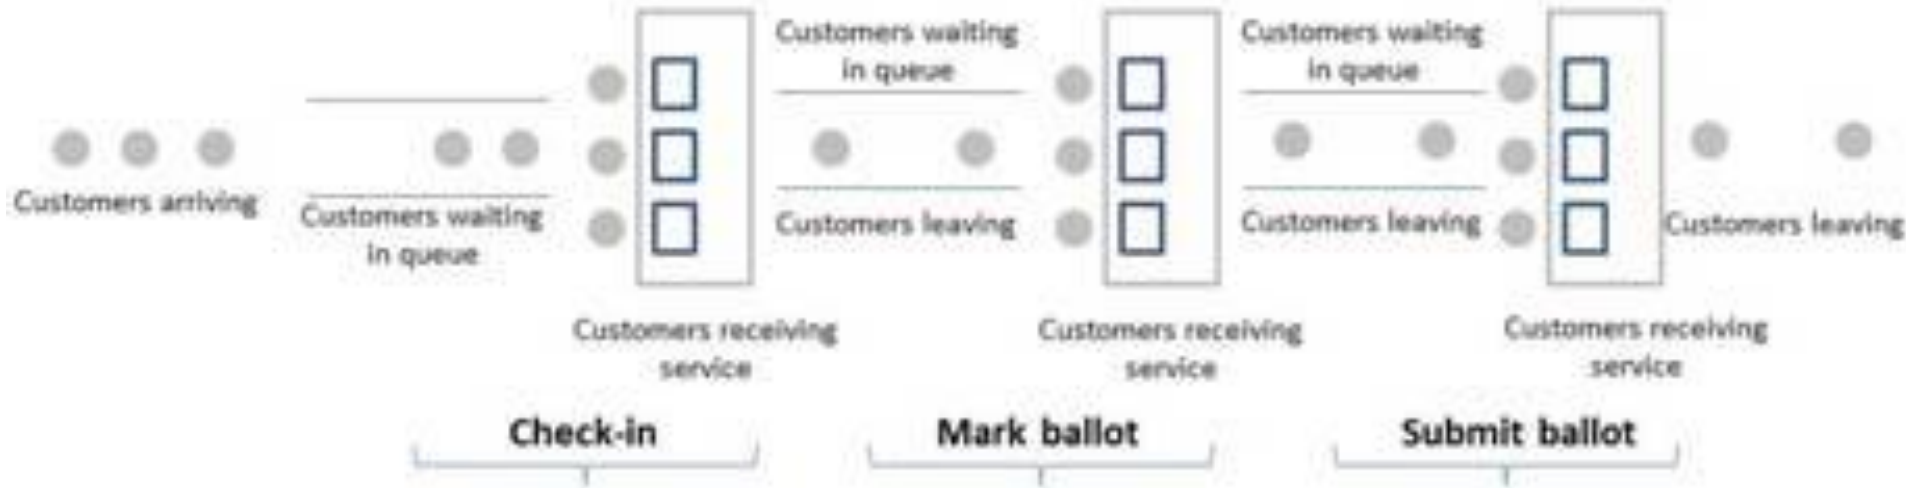 Customers waiting
in queue
Customers waiting
in queue
Customers arriving
Customers waiting
in queue
Customers leaving
Customers leaving
Customers leaving
Customers receiving
service
Customers receiving
service
Customers receiving
service
Check-in
Mark ballot
Submit ballot